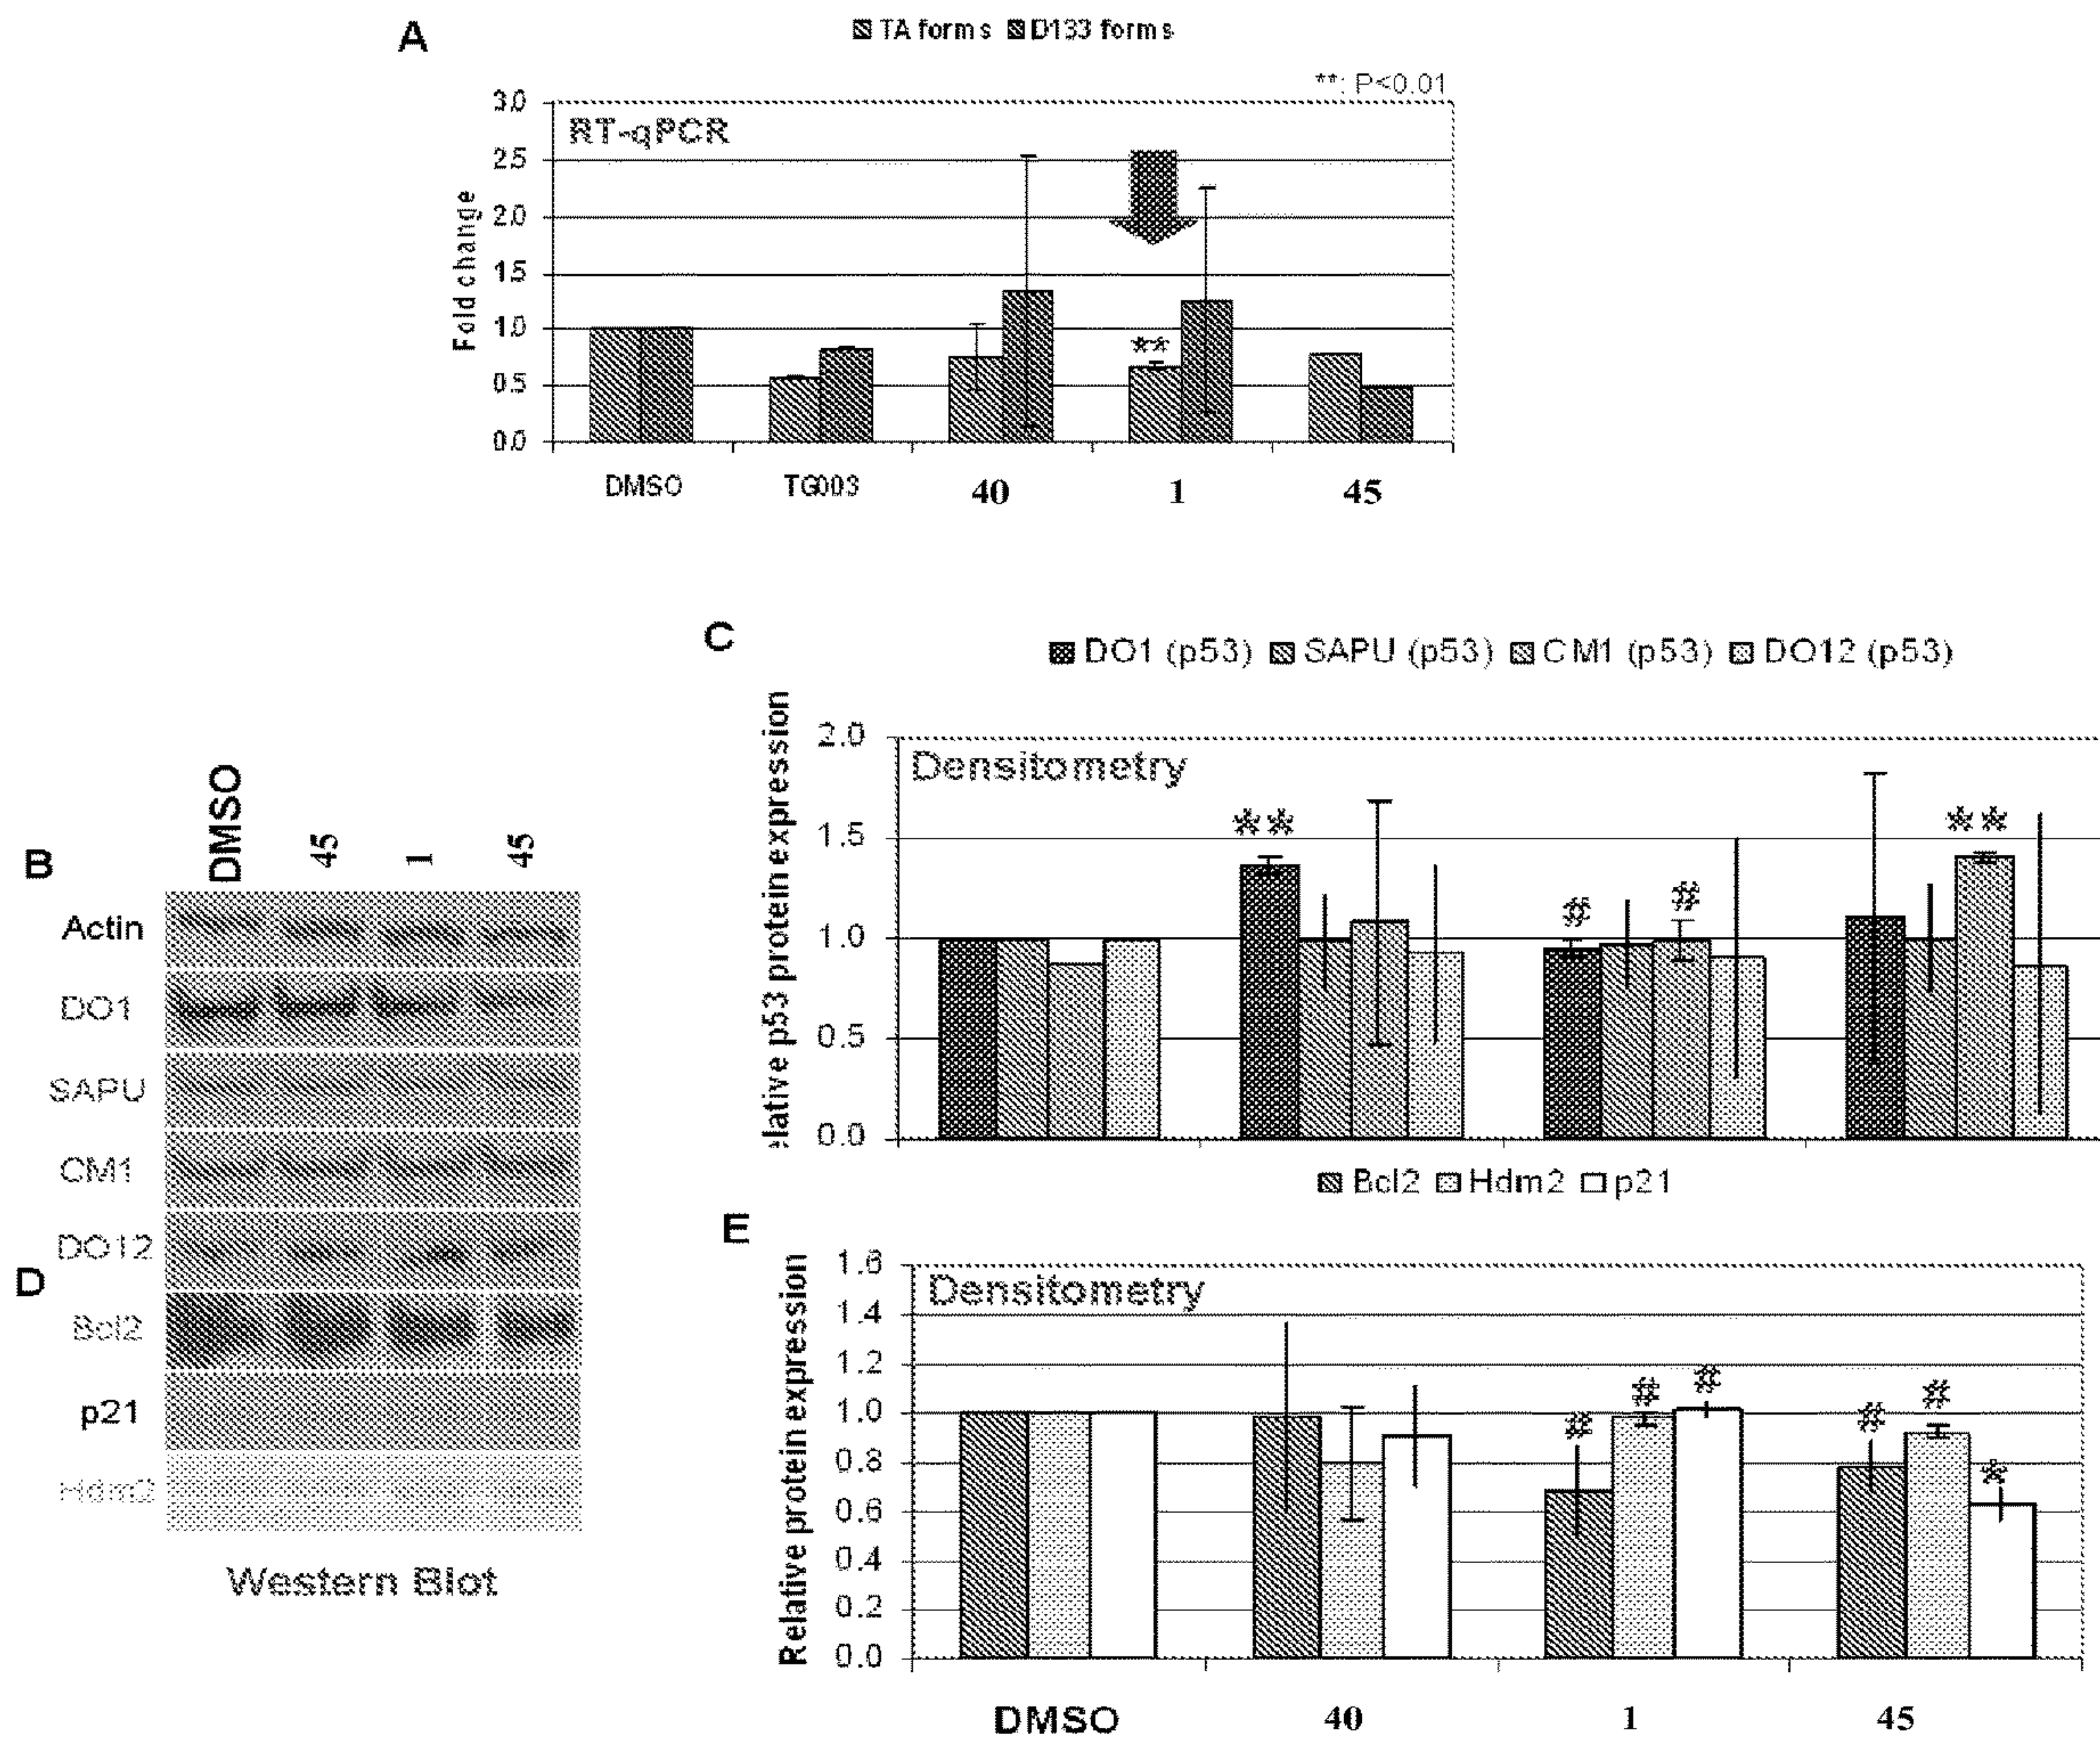 A
TA forms D133 forms
**: P<0.01
RT-qPCR
Fold change
3.0
2.5
2.0
1.5
1.0
0.5
0.0
**
DMSO TG003 40 1 45
C
DO1 (p53) SAPU (p53) CM1 (p53) DO12 (p53)
elative p53 protein expression
Densitometry
2.0
1.5
1.0
0.5
0.0
** # # **
B
DMSO 45 1 45
Actin
DO1
SAPU
CM1
DO12
D
Bcl2
p21
Hdm2
Western Blot
Bcl2 Hdm2 p21
E
Relative protein expression
Densitometry
1.6
1.4
1.2
1.0
0.8
0.6
0.4
0.2
0.0
# # # # # *
DMSO 40 1 45